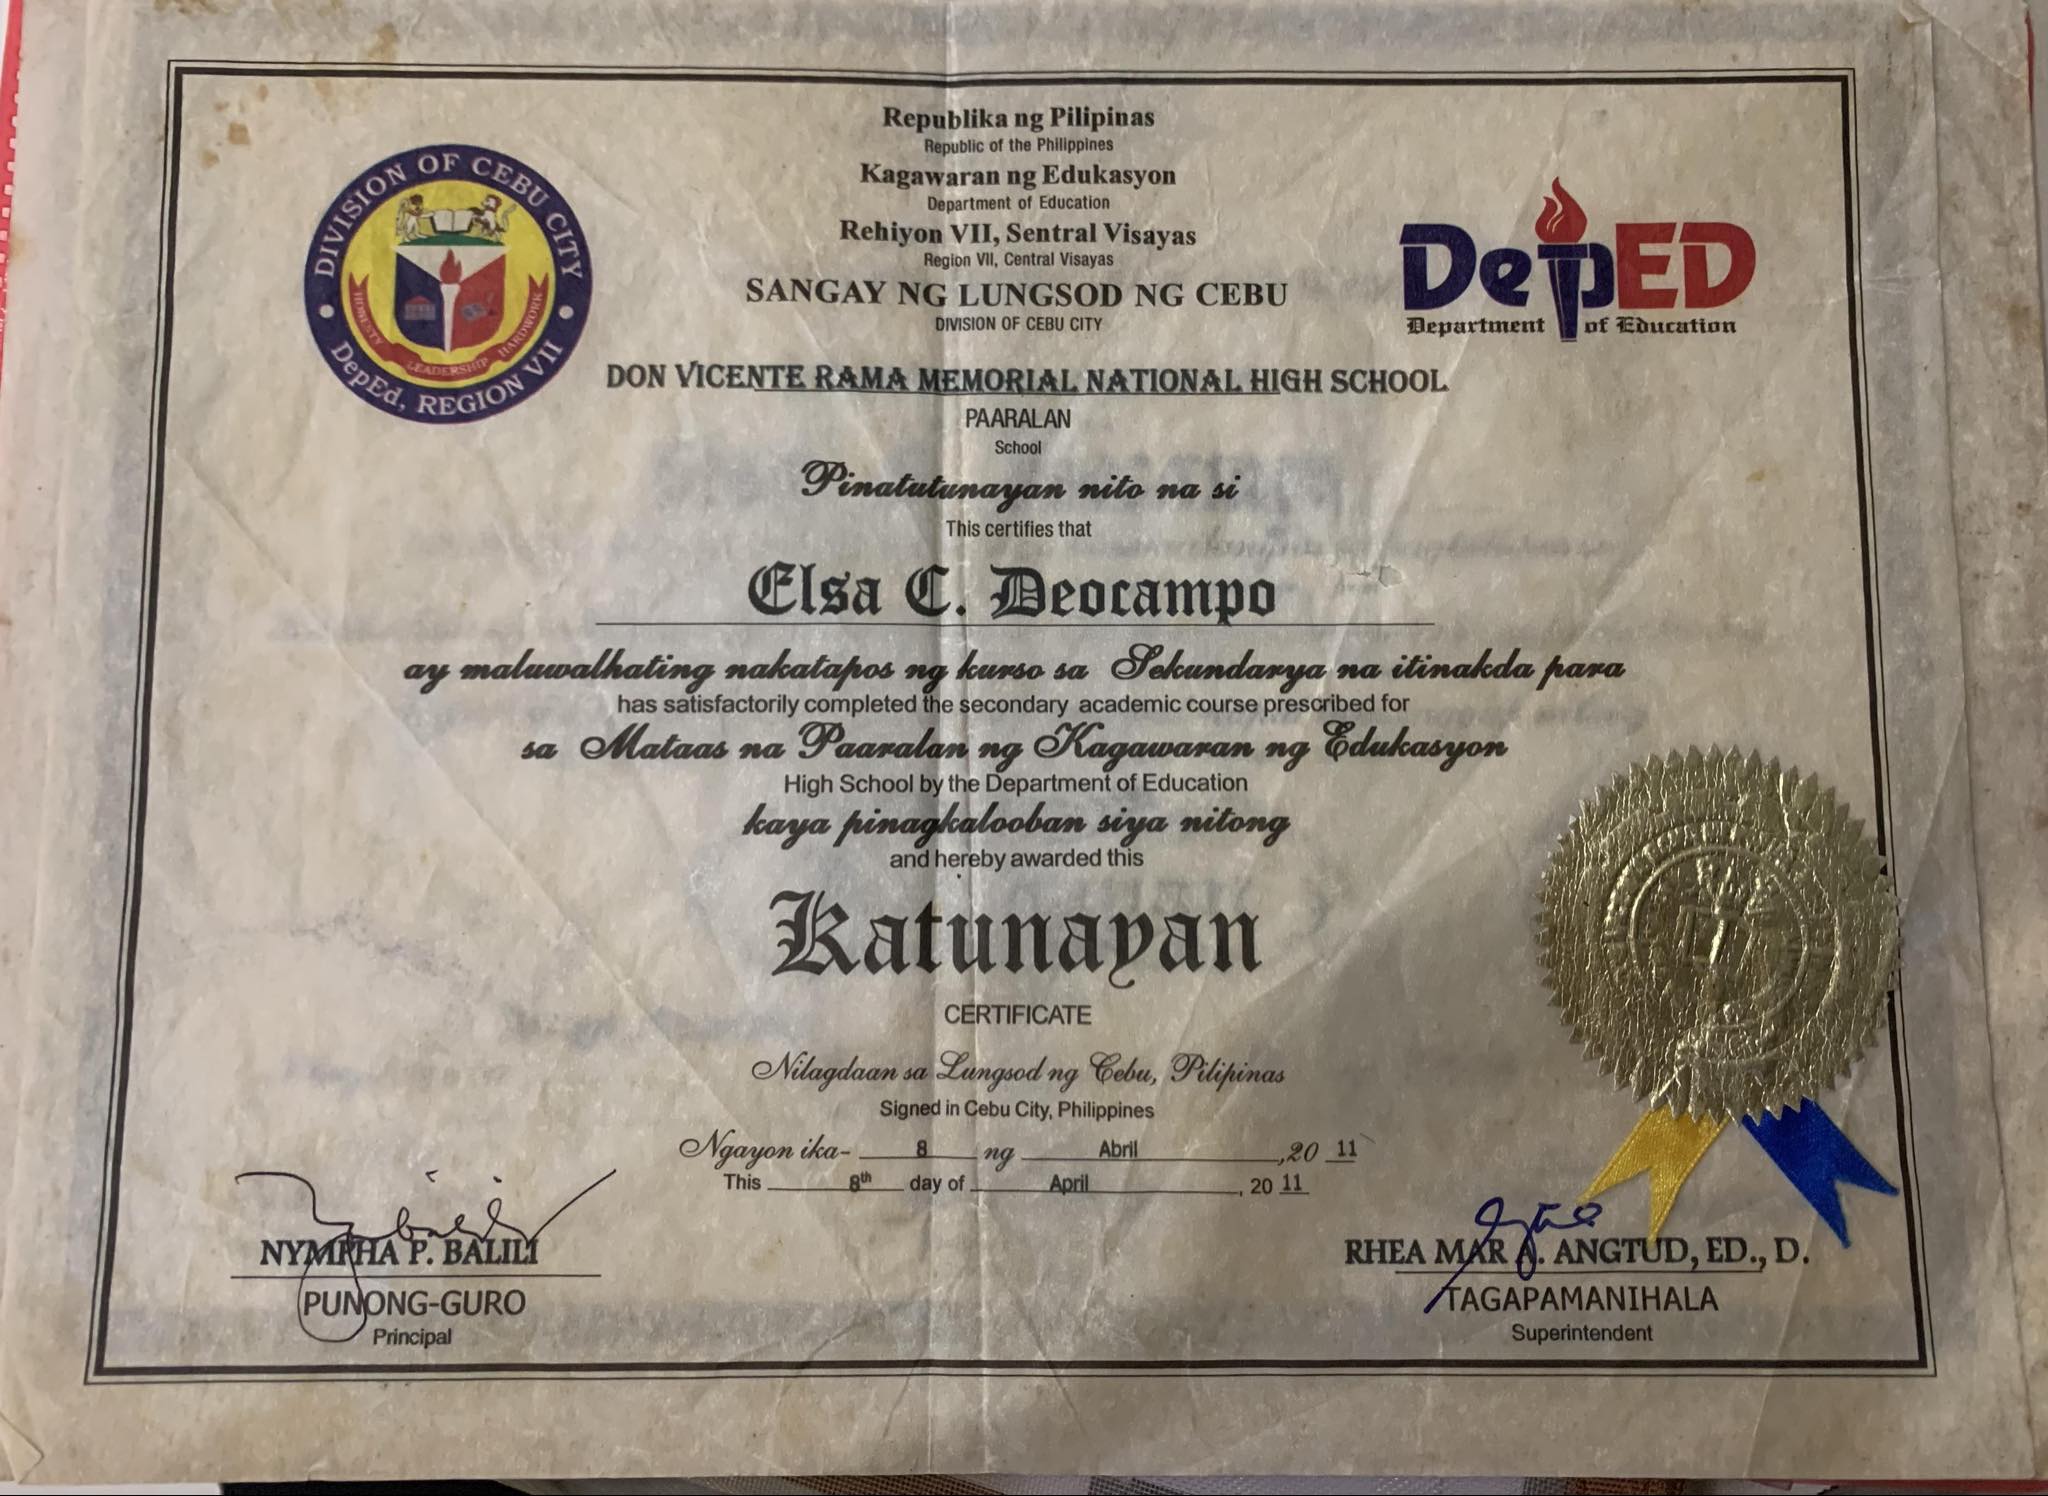 Republika ng Pilipinas
Republic of the Philippines
Kagawaran ng Edukasyon
Department of Education
Rehiyon VII, Sentral Visayas
Region VII, Central Visayas
SANGAY NG LUNGSOD NG CEBU
DIVISION OF CEBU CITY
DIVISION OF CEBU CITY
HONESTY LEADERSHIP HARDWORK
DepEd, REGION VII
DepED
Department of Education
DON VICENTE RAMA MEMORIAL NATIONAL HIGH SCHOOL
PAARALAN
School
Pinatutunayan nito na si
This certifies that
Elsa C. Deocampo
ay maluwalhating nakatapos ng kurso sa Sekundarya na itinakda para
has satisfactorily completed the secondary academic course prescribed for
sa Mataas na Paaralan ng Kagawaran ng Edukasyon
High School by the Department of Education
kaya pinagkalooban siya nitong
and hereby awarded this
Katunayan
CERTIFICATE
Nilagdaan sa Lungsod ng Cebu, Pilipinas
Signed in Cebu City, Philippines
Ngayon ika- 8 ng Abril ,20 11
This 8th day of April , 20 11
NYMPHA P. BALILI
PUNONG-GURO
Principal
RHEA MAR A. ANGTUD, ED., D.
TAGAPAMANIHALA
Superintendent